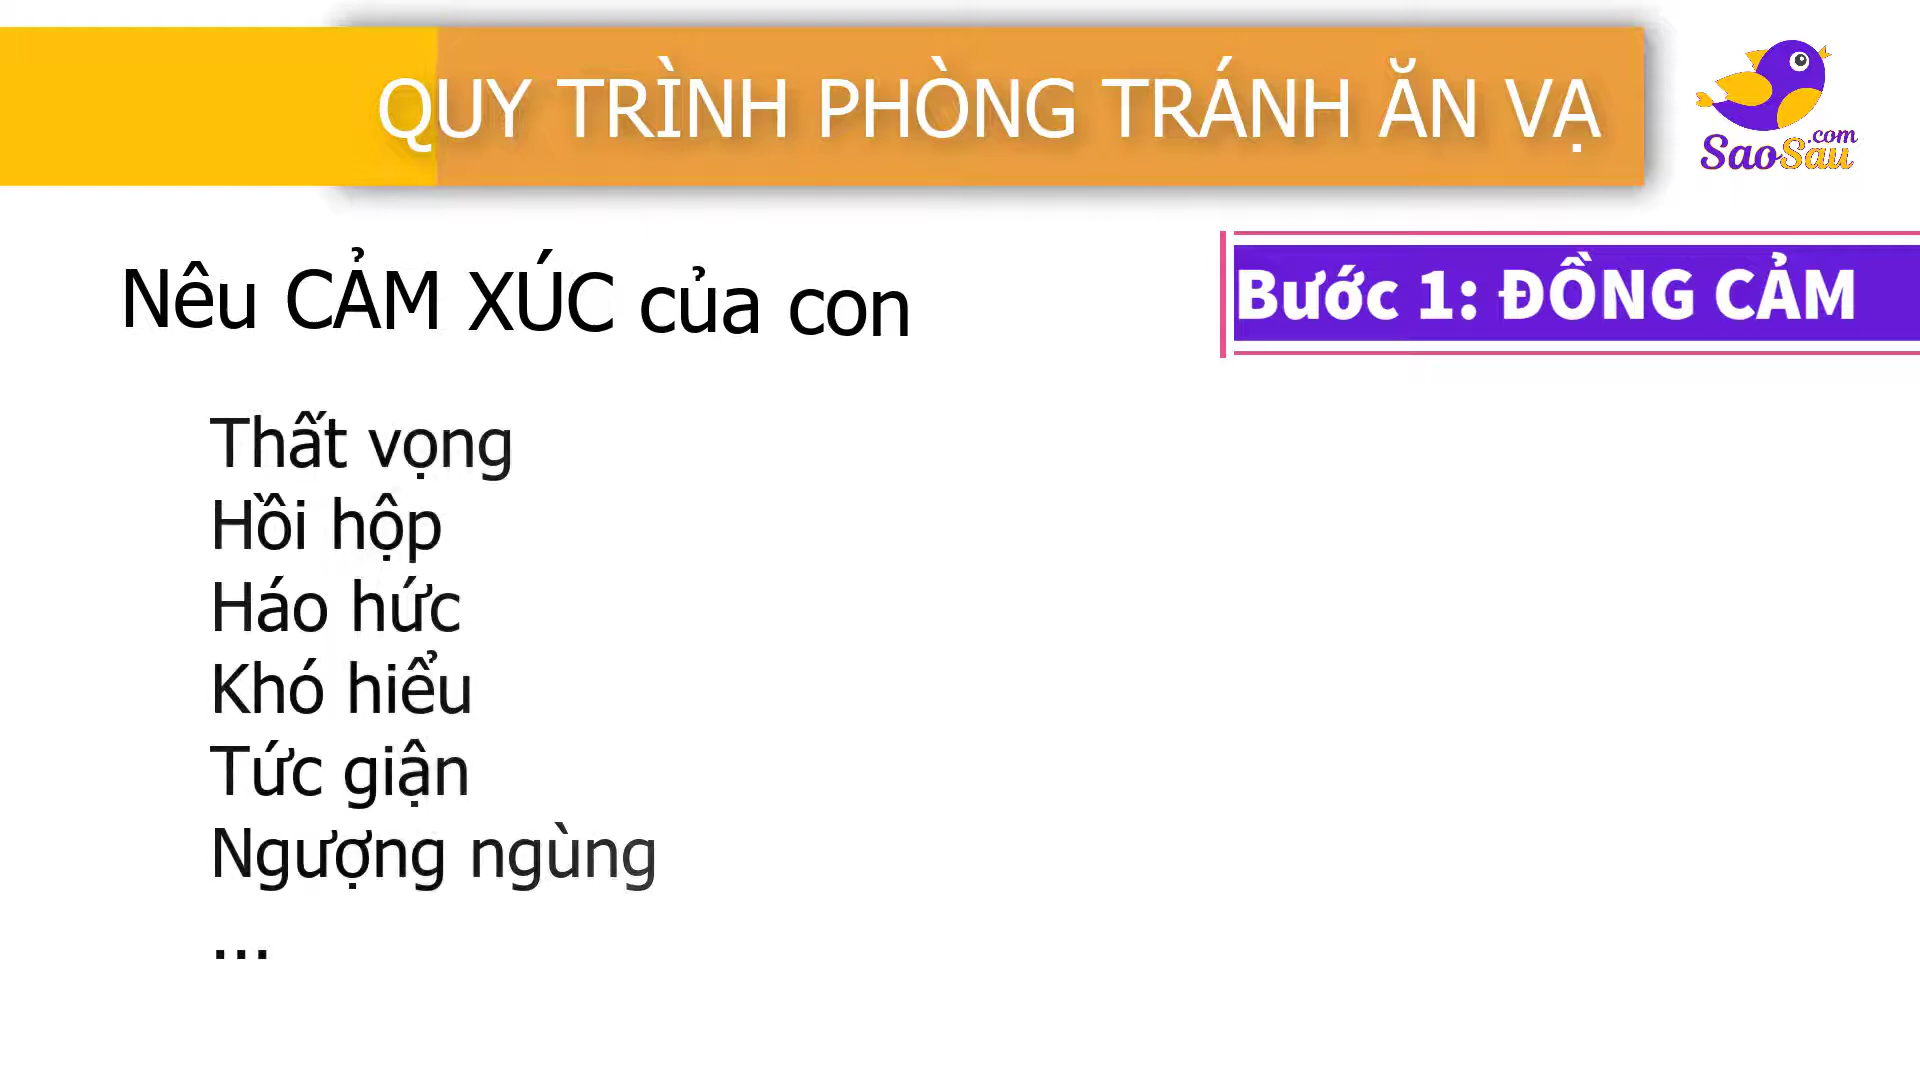 QUY TRÌNH PHÒNG TRÁNH ĂN VẠ
SaoSau.com
Nêu CẢM XÚC của con
Bước 1: ĐỒNG CẢM
Thất vọng
Hồi hộp
Háo hức
Khó hiểu
Tức giận
Ngượng ngùng
...